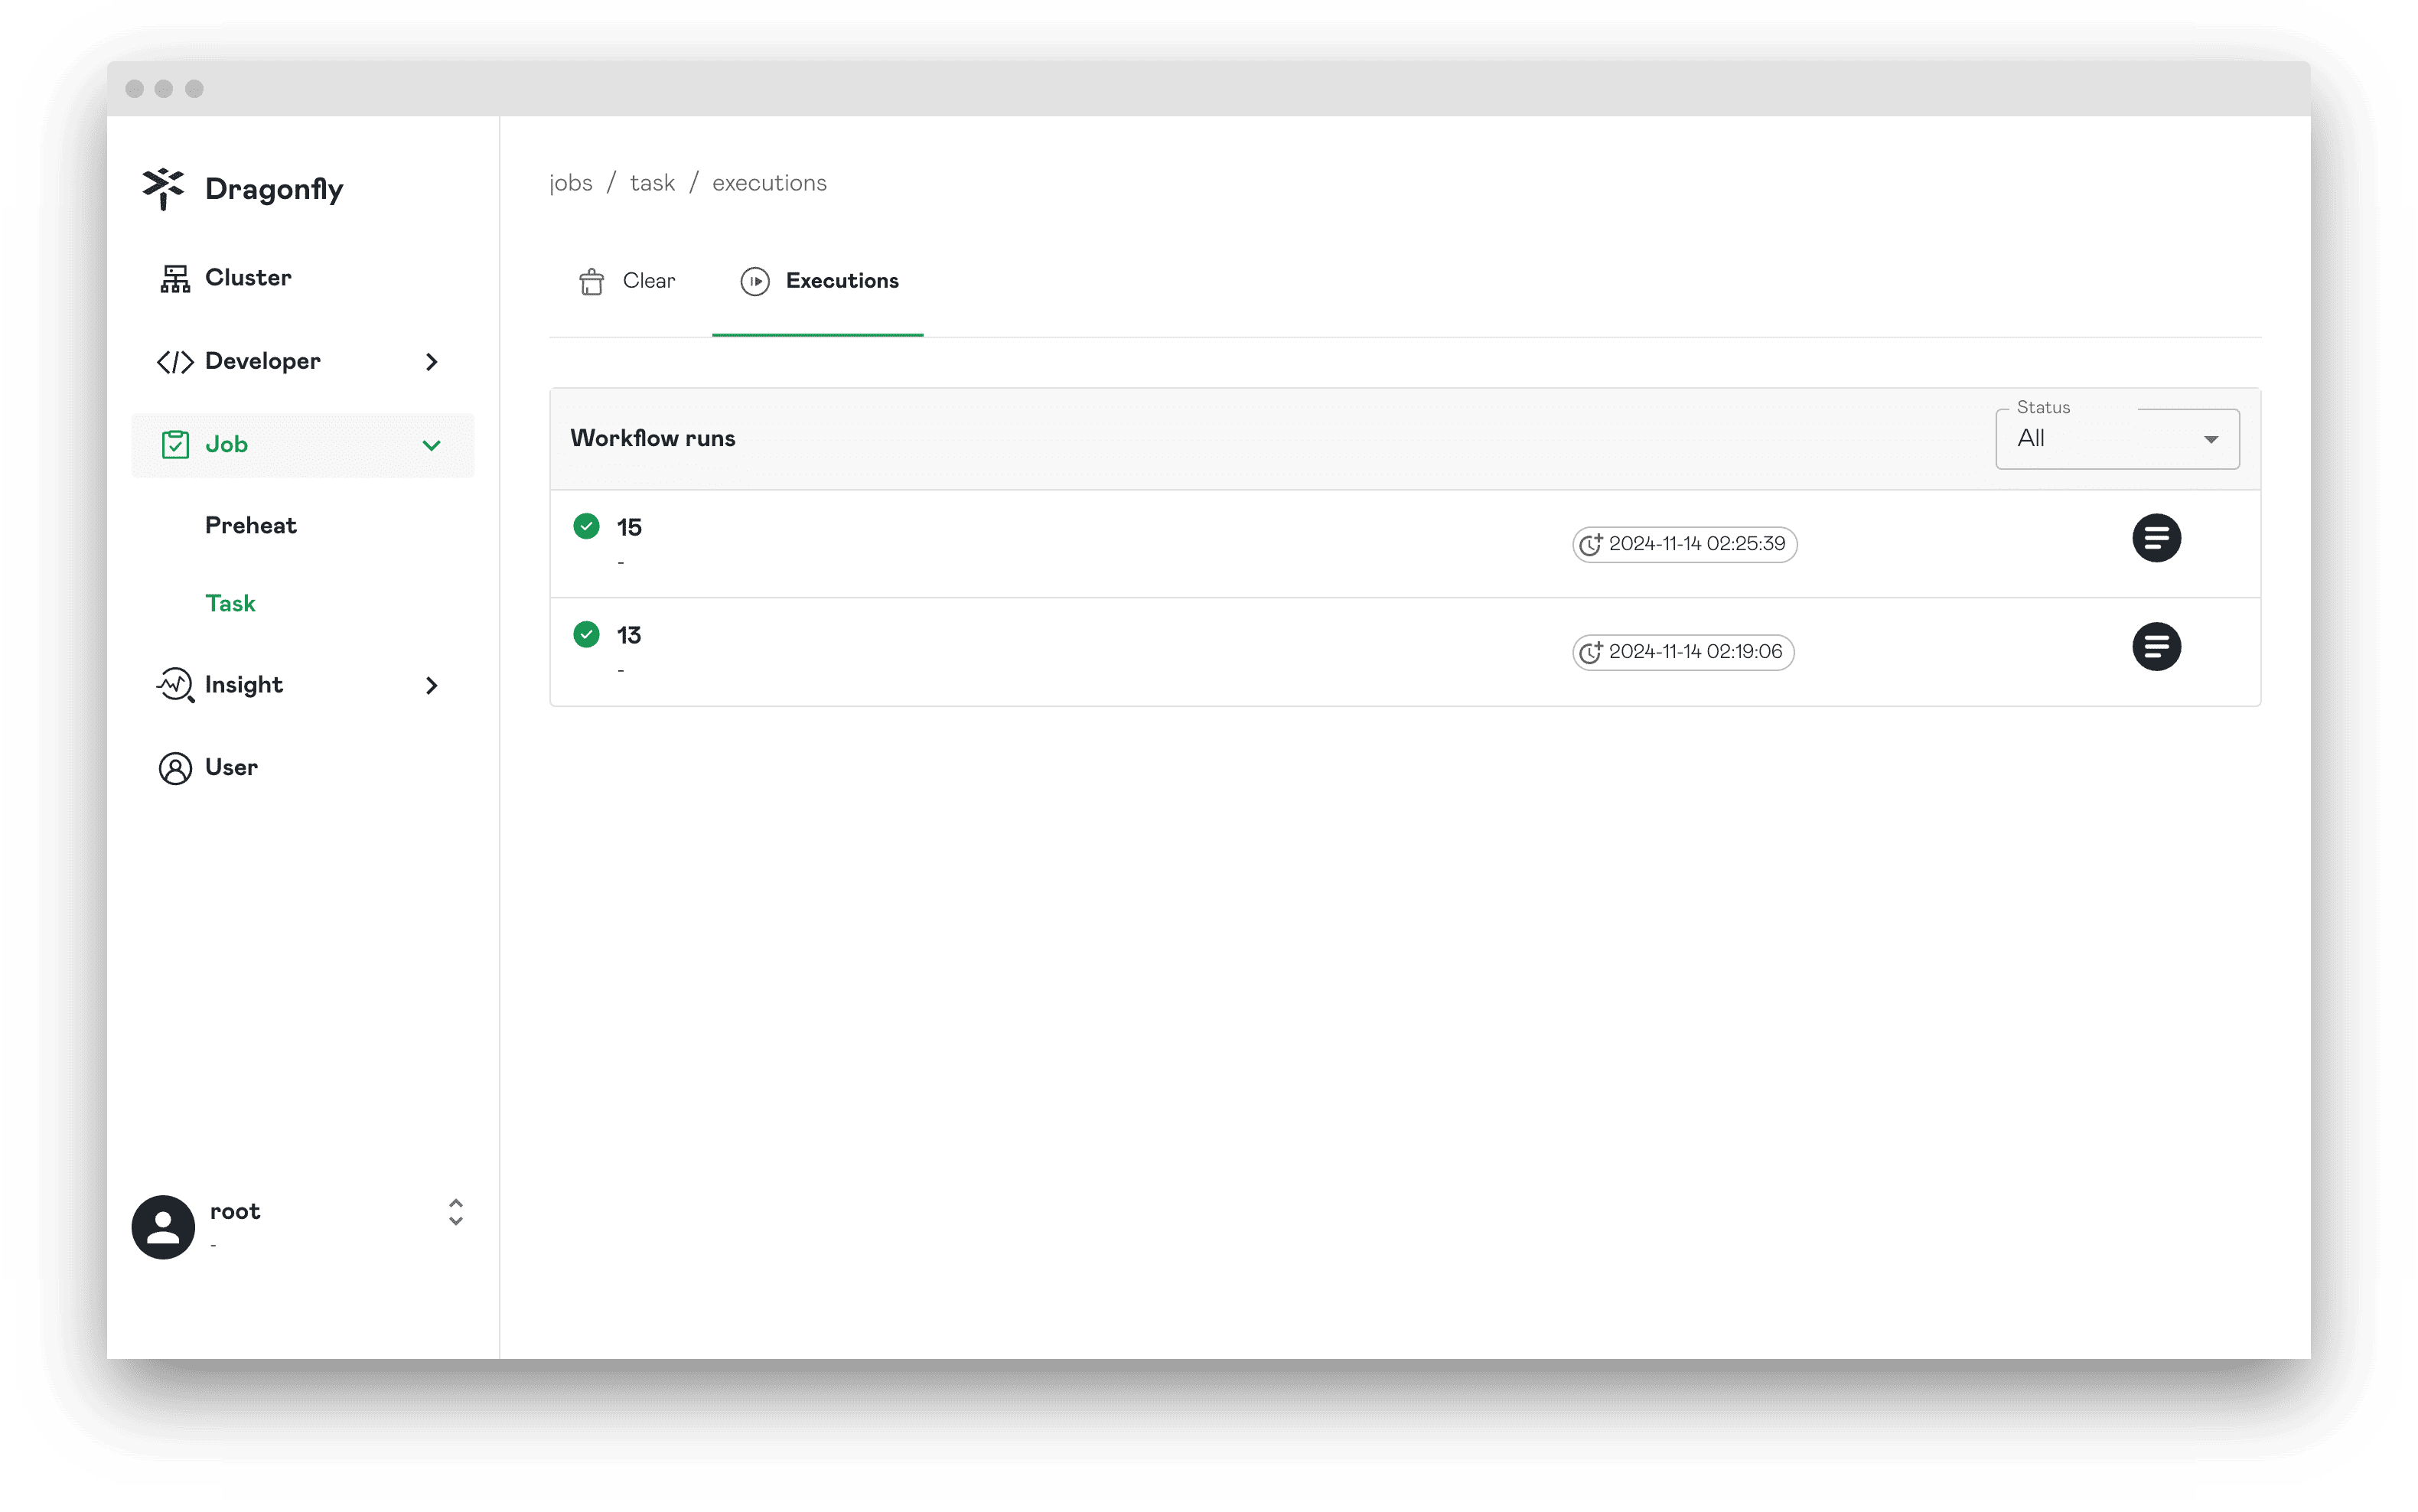 Dragonfly
Cluster
Developer
Job
Preheat
Task
Insight
User
root
-
jobs / task / executions
Clear
Executions
Workflow runs
Status
All
15
-
2024-11-14 02:25:39
13
-
2024-11-14 02:19:06